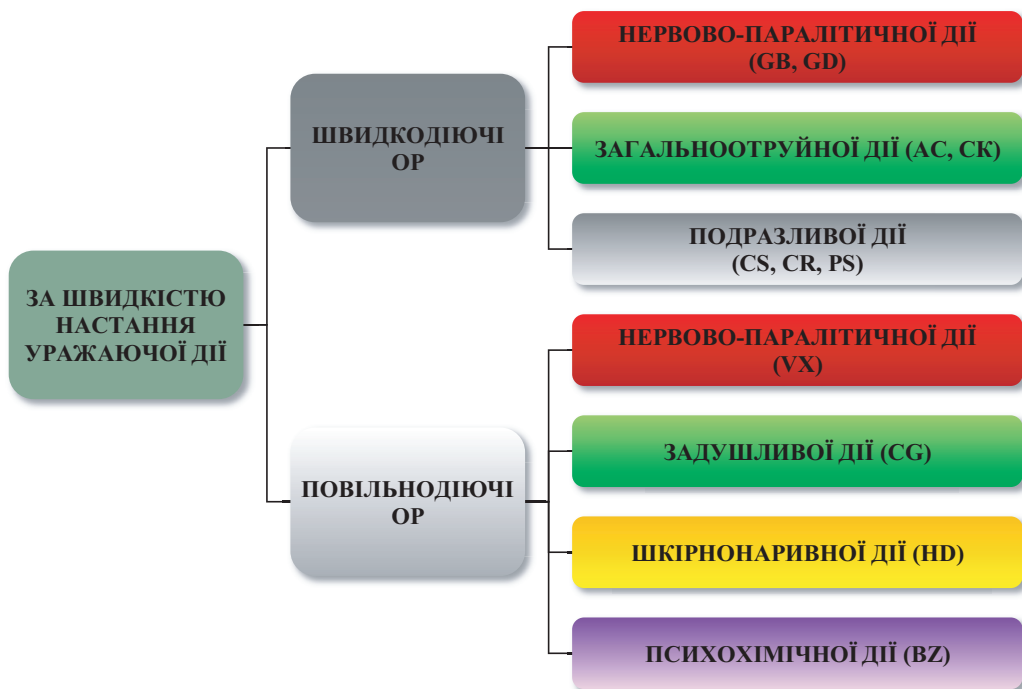 ЗА ШВИДКІСТЮ
НАСТАННЯ
УРАЖАЮЧОЇ ДІЇ
ШВИДКОДІЮЧІ
ОР
НЕРВОВО-ПАРАЛІТИЧНОЇ ДІЇ
(GB, GD)
ЗАГАЛЬНООТРУЙНОЇ ДІЇ (АС, СК)
ПОДРАЗЛИВОЇ ДІЇ
(CS, CR, PS)
ПОВІЛЬНОДІЮЧІ
ОР
НЕРВОВО-ПАРАЛІТИЧНОЇ ДІЇ
(VX)
ЗАДУШЛИВОЇ ДІЇ (CG)
ШКІРНОНАРИВНОЇ ДІЇ (HD)
ПСИХОХІМІЧНОЇ ДІЇ (BZ)